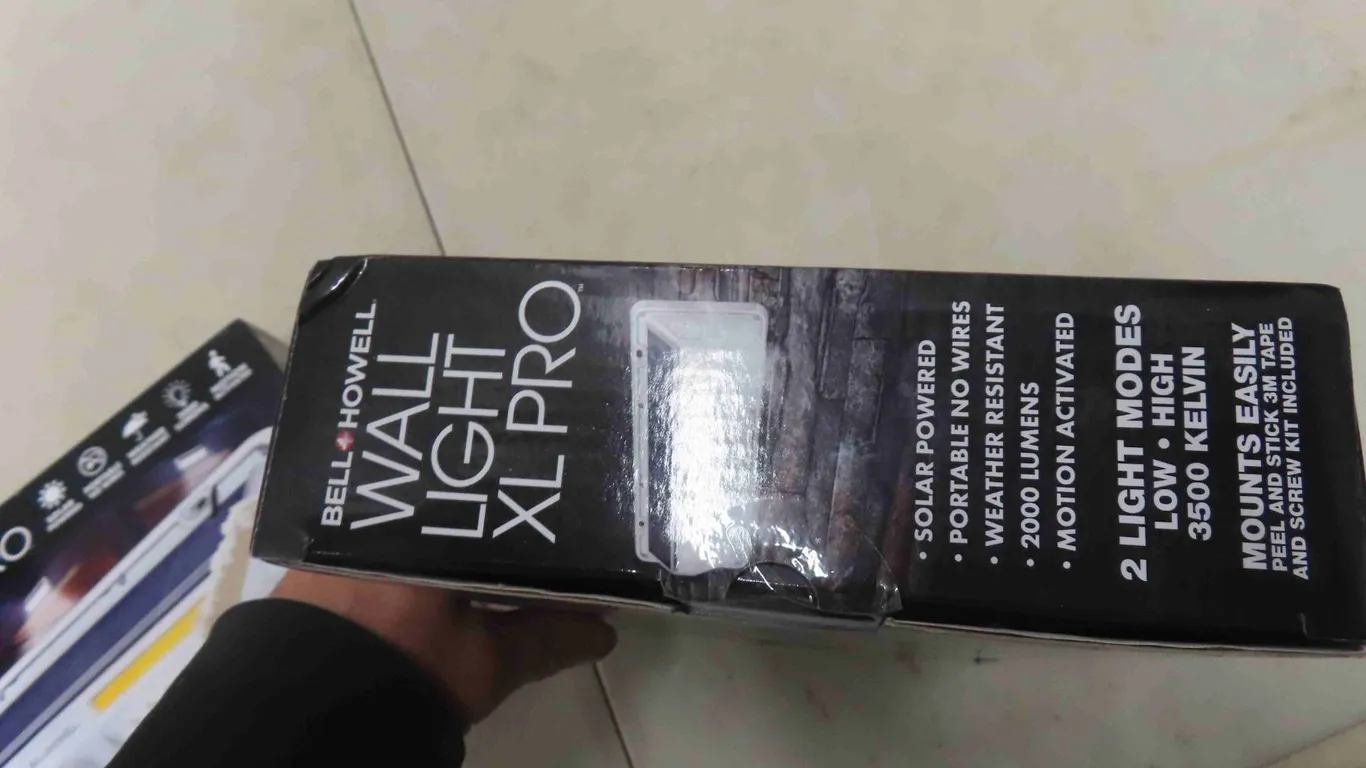 BELL+HOWELL
WALL
LIGHT
XL PRO™
• SOLAR POWERED
• PORTABLE NO WIRES
• WEATHER RESISTANT
• 2000 LUMENS
• MOTION ACTIVATED
2 LIGHT MODES
LOW • HIGH
3500 KELVIN
MOUNTS EASILY
PEEL AND STICK 3M TAPE
AND SCREW KIT INCLUDED